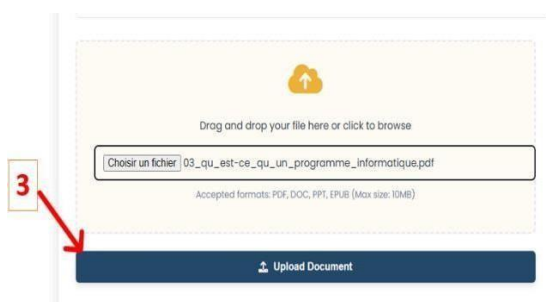 Drag and drop your file here or click to browse
Choisir un fichier 03_qu_est-ce_qu_un_programme_informatique.pdf
Accepted formats: PDF, DOC, PPT, EPUB (Max size: 10MB)
3
Upload Document